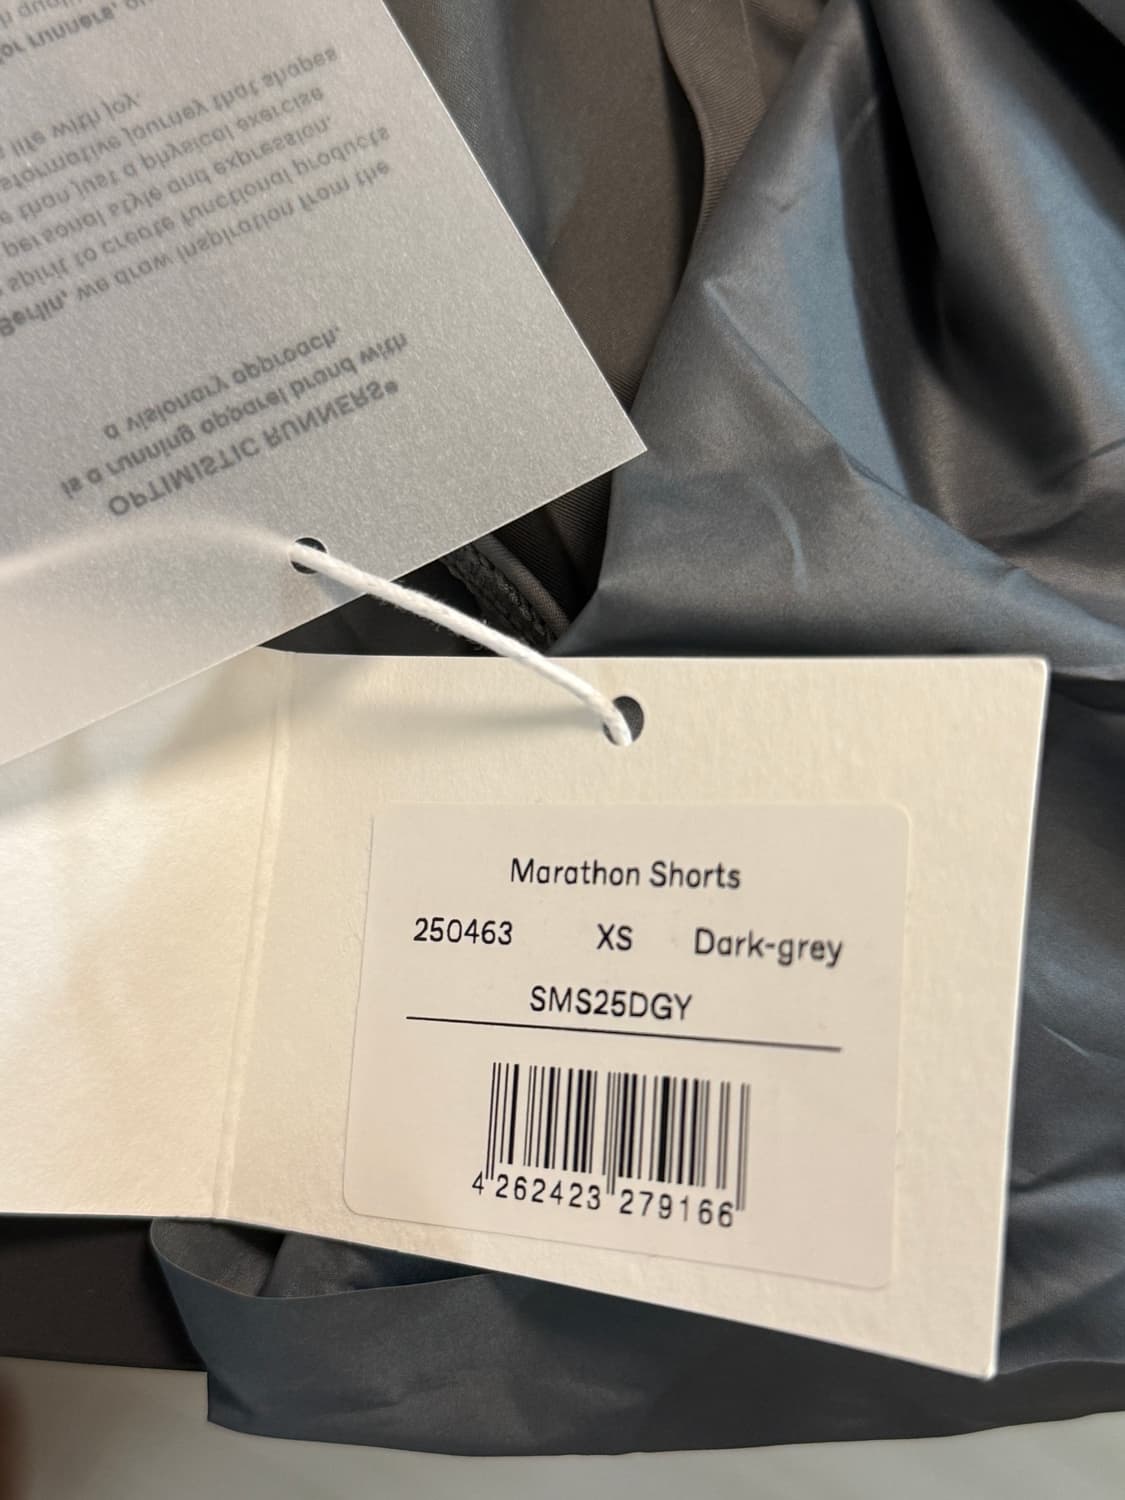 OPTIMISTIC RUNNERS®
is a running apparel brand with
a visionary approach.
Berlin, we draw inspiration from the
spirit to create functional products
personal style and expression.
than just a physical exercise
journey that shapes
life with joy.
for runners,
Marathon Shorts
250463 XS Dark-grey
SMS25DGY
4 262423 279166